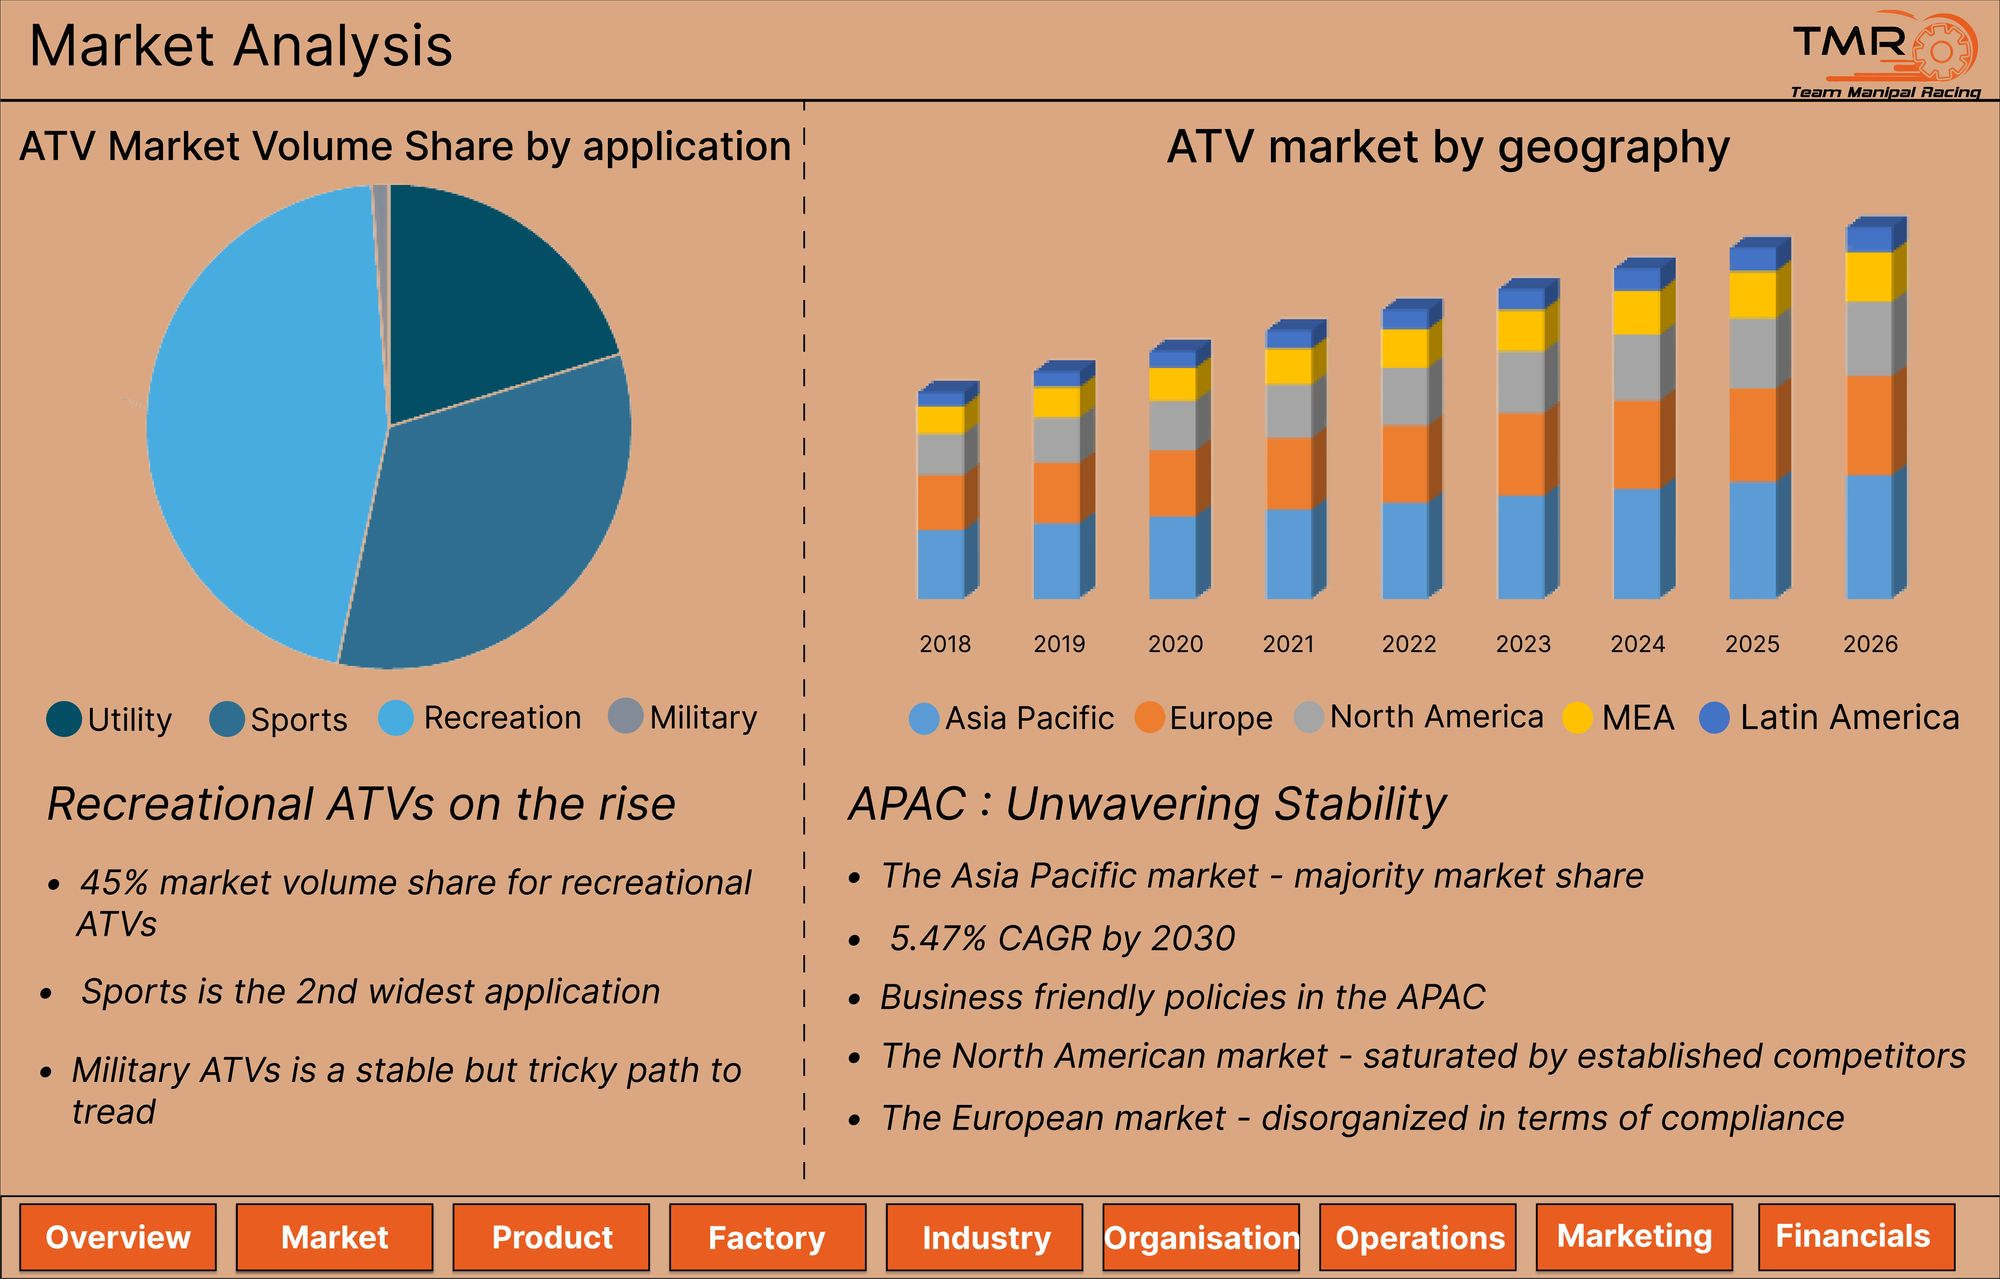 Market Analysis
TMR
Team Manipal Racing
ATV Market Volume Share by application
Utility
Sports
Recreation
Military
Recreational ATVs on the rise
• 45% market volume share for recreational
ATVs
• Sports is the 2nd widest application
• Military ATVs is a stable but tricky path to
tread
ATV market by geography
2018 2019 2020 2021 2022 2023 2024 2025 2026
Asia Pacific
Europe
North America
MEA
Latin America
APAC : Unwavering Stability
• The Asia Pacific market - majority market share
• 5.47% CAGR by 2030
• Business friendly policies in the APAC
• The North American market - saturated by established competitors
• The European market - disorganized in terms of compliance
Overview
Market
Product
Factory
Industry
Organisation
Operations
Marketing
Financials